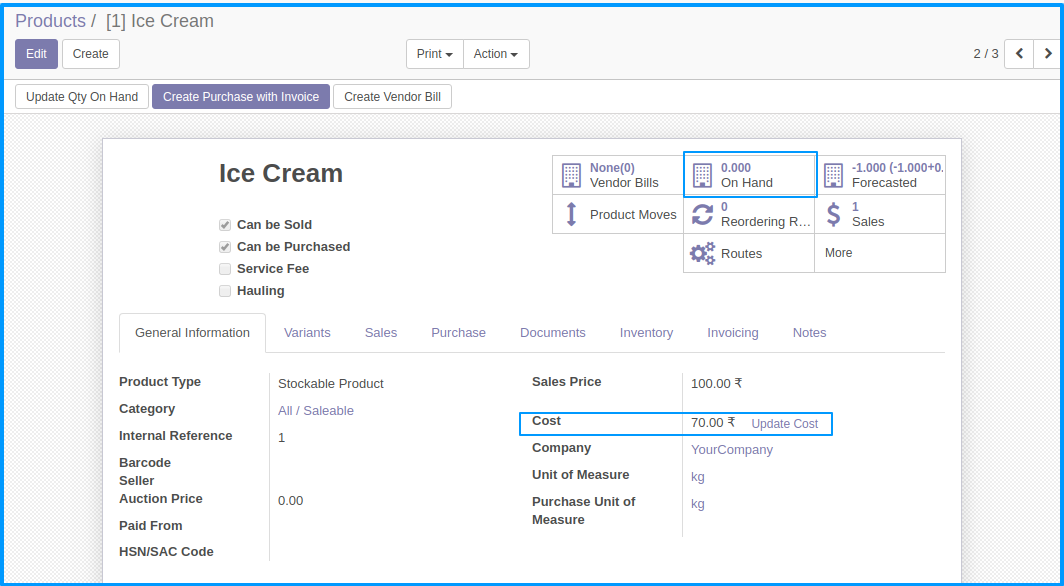 Products / [1] Ice Cream
Edit Create Print Action 2 / 3
Update Qty On Hand Create Purchase with Invoice Create Vendor Bill
Ice Cream
None(0)
Vendor Bills
0.000
On Hand
-1.000 (-1.000+0.
Forecasted
Product Moves
0
Reordering R...
1
Sales
Routes
More
Can be Sold
Can be Purchased
Service Fee
Hauling
General Information Variants Sales Purchase Documents Inventory Invoicing Notes
Product Type Stockable Product
Category All / Saleable
Internal Reference 1
Barcode
Seller
Auction Price 0.00
Paid From
HSN/SAC Code
Sales Price 100.00 ₹
Cost 70.00 ₹ Update Cost
Company YourCompany
Unit of Measure kg
Purchase Unit of kg
Measure